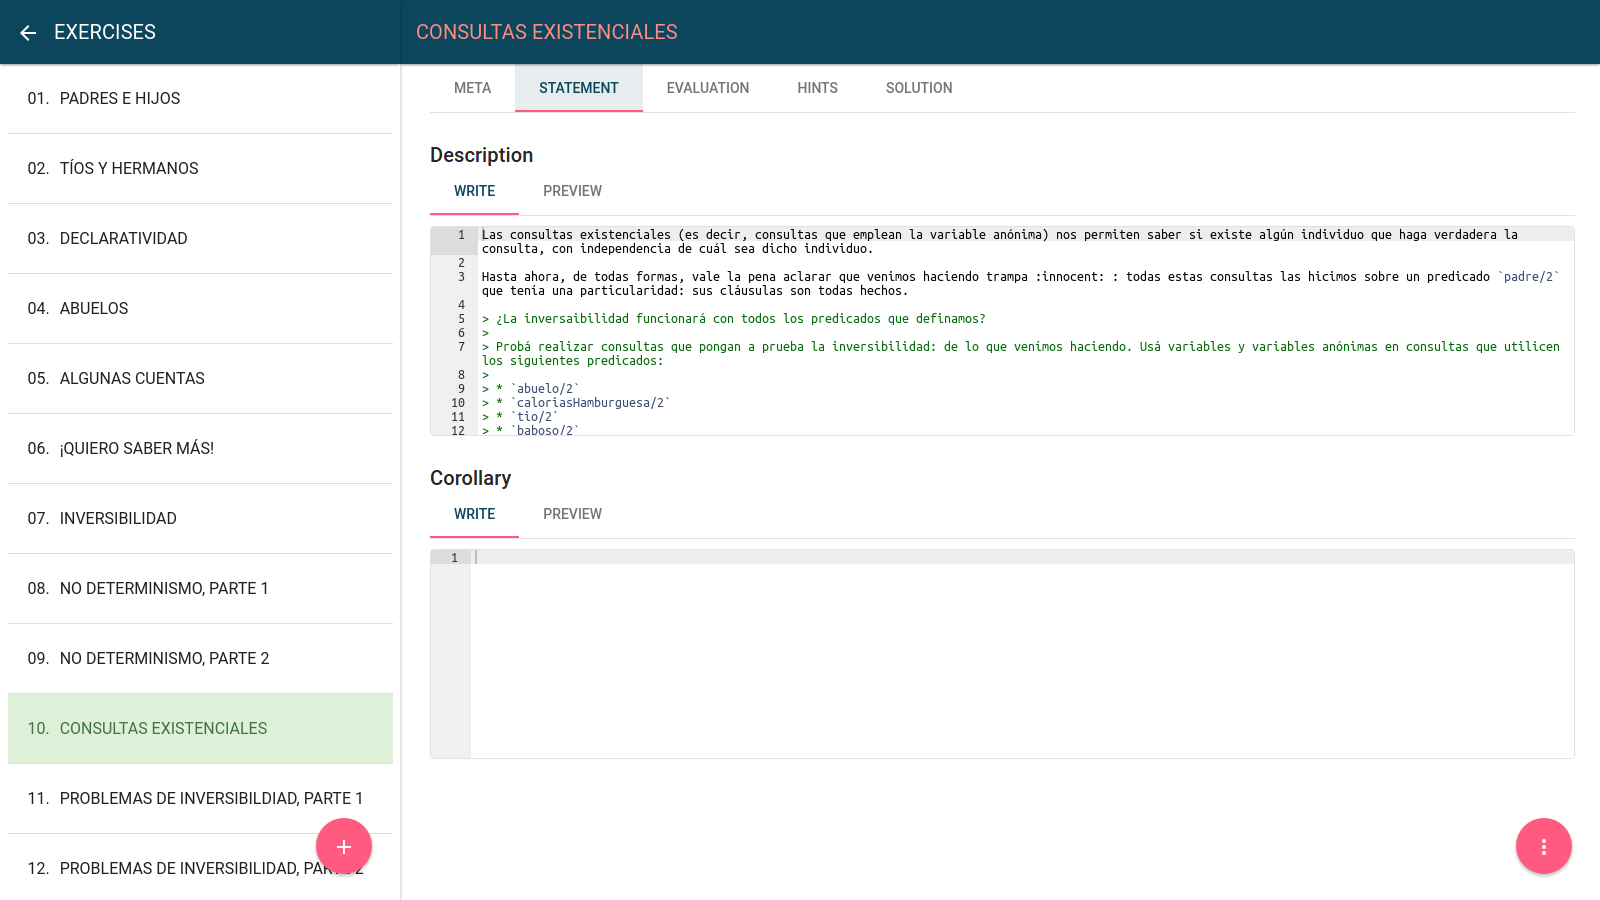 EXERCISES
01. PADRES E HIJOS
02. TÍOS Y HERMANOS
03. DECLARATIVIDAD
04. ABUELOS
05. ALGUNAS CUENTAS
06. ¡QUIERO SABER MÁS!
07. INVERSIBILIDAD
08. NO DETERMINISMO, PARTE 1
09. NO DETERMINISMO, PARTE 2
10. CONSULTAS EXISTENCIALES
11. PROBLEMAS DE INVERSIBILDIAD, PARTE 1
12. PROBLEMAS DE INVERSIBILIDAD, PARTE 2
CONSULTAS EXISTENCIALES
META STATEMENT EVALUATION HINTS SOLUTION
Description
WRITE PREVIEW
1 Las consultas existenciales (es decir, consultas que emplean la variable anónima) nos permiten saber si existe algún individuo que haga verdadera la
consulta, con independencia de cuál sea dicho individuo.
2
3 Hasta ahora, de todas formas, vale la pena aclarar que venimos haciendo trampa :innocent: : todas estas consultas las hicimos sobre un predicado `padre/2`
que tenía una particularidad: sus cláusulas son todas hechos.
4
5 > ¿La inversaibilidad funcionará con todos los predicados que definamos?
6 >
7 > Probá realizar consultas que pongan a prueba la inversibilidad: de lo que venimos haciendo. Usá variables y variables anónimas en consultas que utilicen
los siguientes predicados:
8 >
9 > * `abuelo/2`
10 > * `caloriasHamburguesa/2`
11 > * `tio/2`
12 > * `baboso/2`
Corollary
WRITE PREVIEW
1